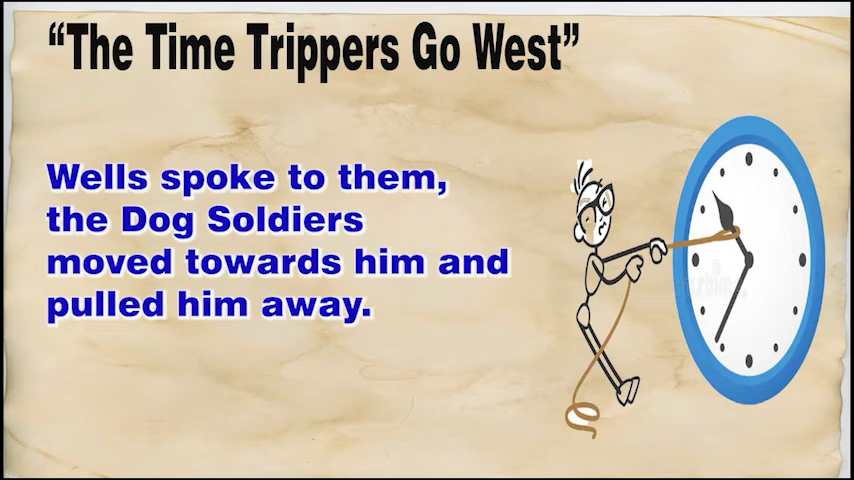 “The Time Trippers Go West”
Wells spoke to them,
the Dog Soldiers
moved towards him and
pulled him away.